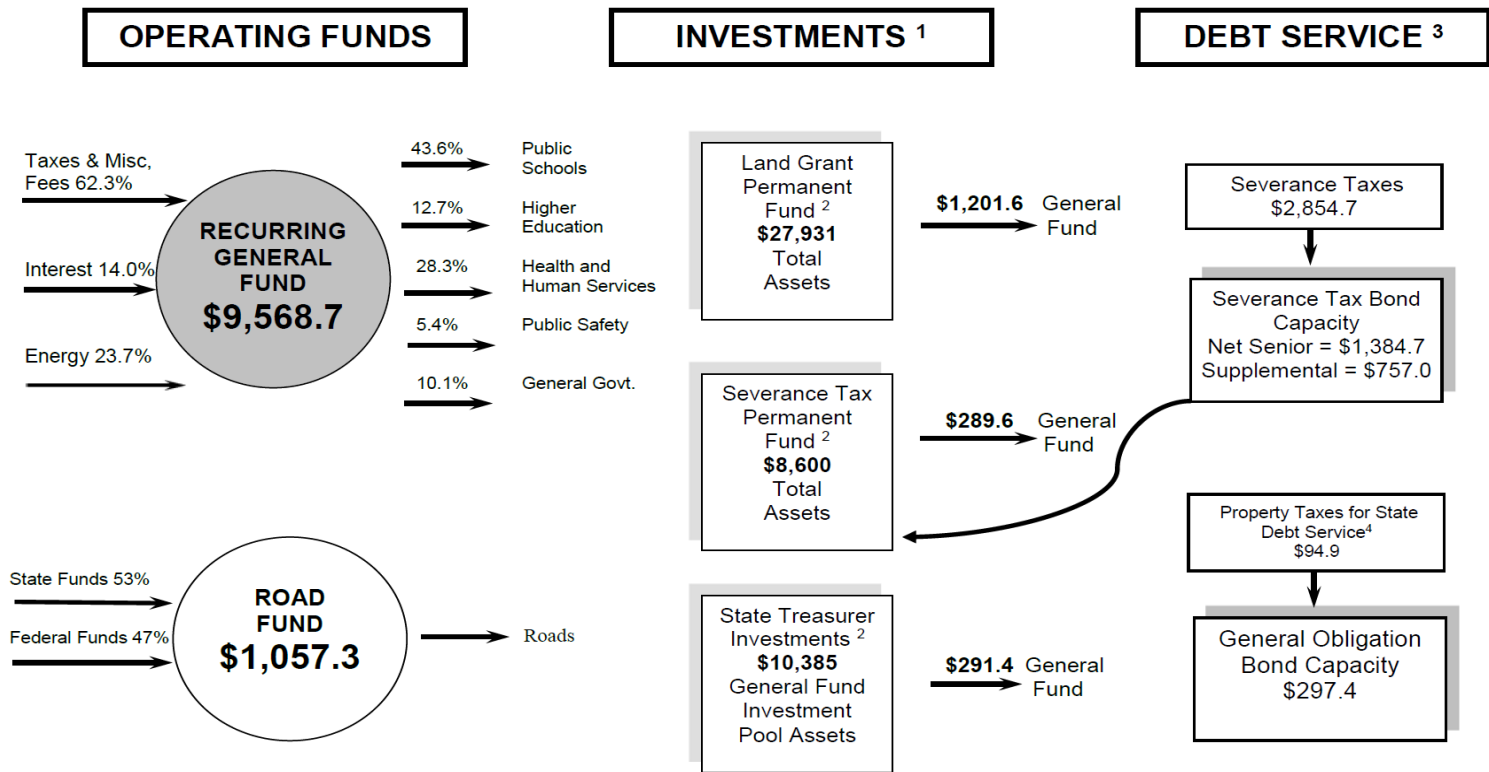 OPERATING FUNDS
INVESTMENTS ¹
DEBT SERVICE ³
Taxes & Misc,
Fees 62.3%
Interest 14.0%
Energy 23.7%
RECURRING
GENERAL
FUND
$9,568.7
43.6%
Public
Schools
12.7%
Higher
Education
28.3%
Health and
Human Services
5.4%
Public Safety
10.1%
General Govt.
State Funds 53%
Federal Funds 47%
ROAD
FUND
$1,057.3
Roads
Land Grant
Permanent
Fund ²
$27,931
Total
Assets
$1,201.6 General
Fund
Severance Tax
Permanent
Fund ²
$8,600
Total
Assets
$289.6 General
Fund
State Treasurer
Investments ²
$10,385
General Fund
Investment
Pool Assets
$291.4 General
Fund
Severance Taxes
$2,854.7
Severance Tax Bond
Capacity
Net Senior = $1,384.7
Supplemental = $757.0
Property Taxes for State
Debt Service⁴
$94.9
General Obligation
Bond Capacity
$297.4